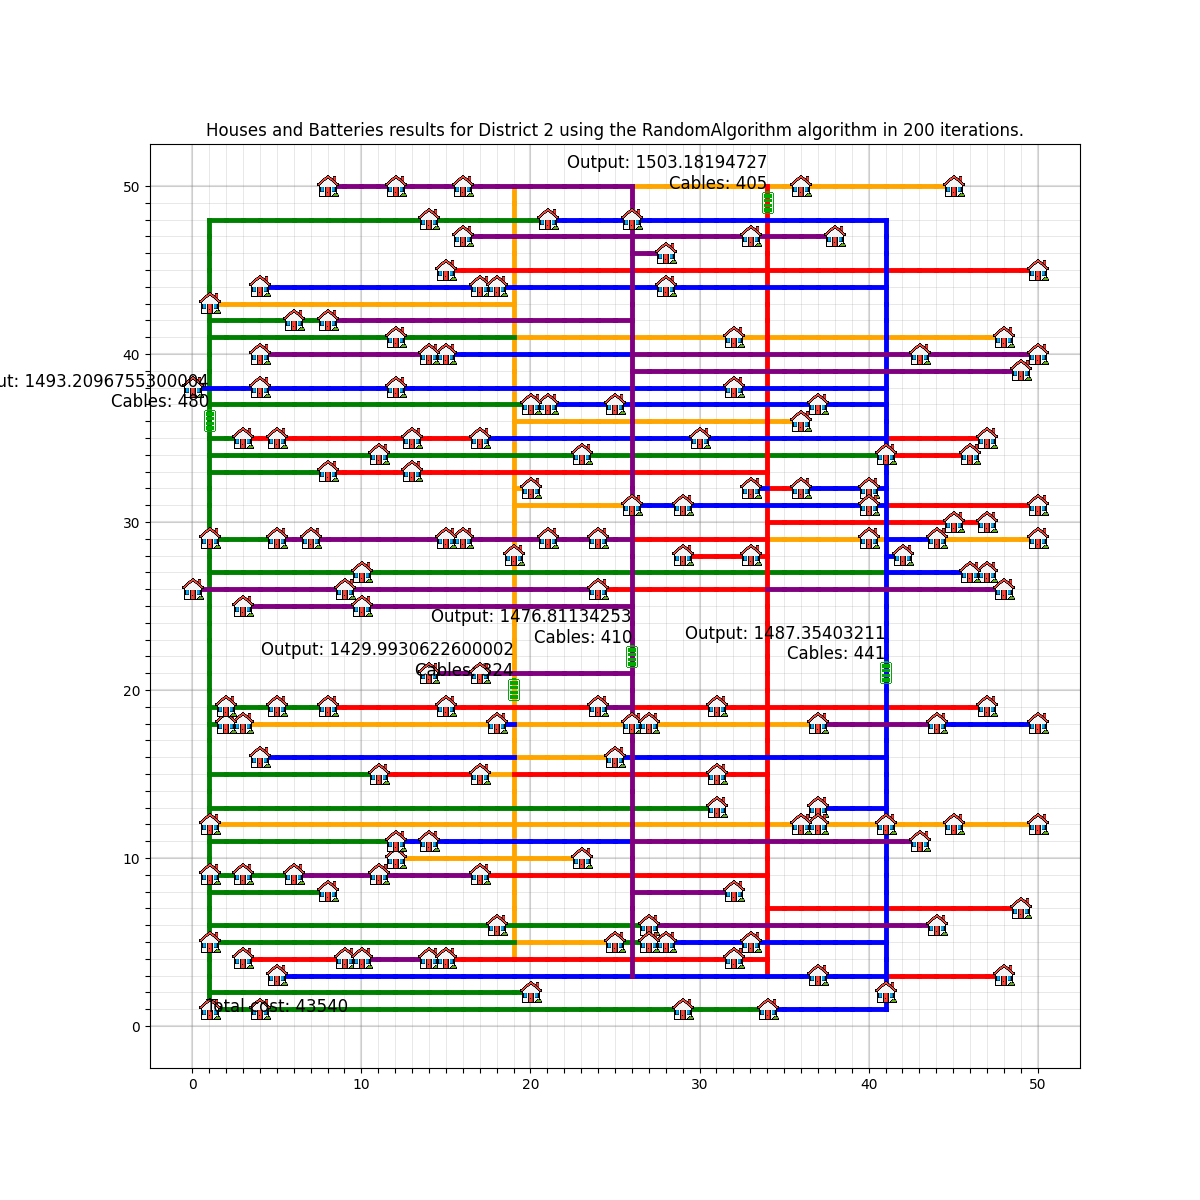 Houses and Batteries results for District 2 using the RandomAlgorithm algorithm in 200 iterations.
Output: 1503.18194727
Cables: 405
50
40
ut: 1493.2096755300004
Cables: 480
30
Output: 1476.81134253
Cables: 410
Output: 1487.35403211
Cables: 441
Output: 1429.9930622600002
Cables: 324
20
10
Total cost: 43540
0
0
10
20
30
40
50